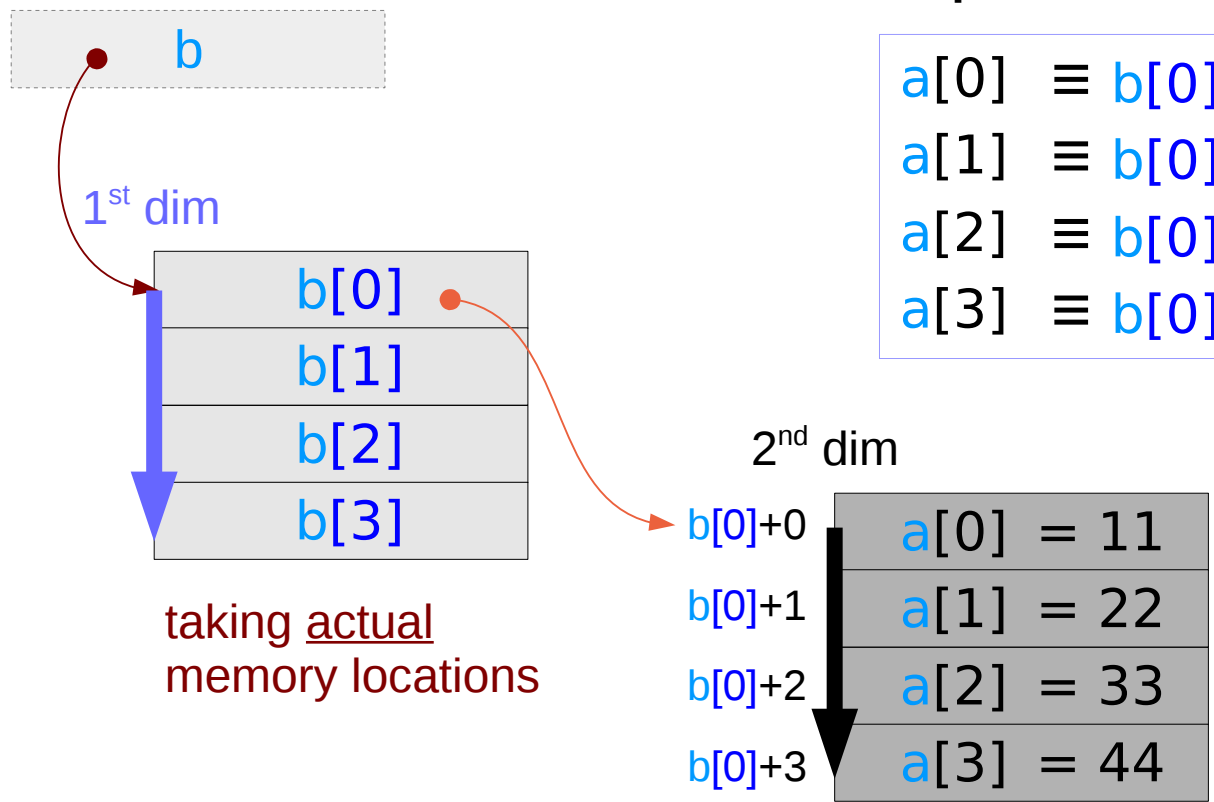 b
a[0] ≡ b[0]
a[1] ≡ b[0]
a[2] ≡ b[0]
a[3] ≡ b[0]
1st dim
b[0]
b[1]
b[2]
b[3]
taking actual
memory locations
2nd dim
b[0]+0 a[0] = 11
b[0]+1 a[1] = 22
b[0]+2 a[2] = 33
b[0]+3 a[3] = 44